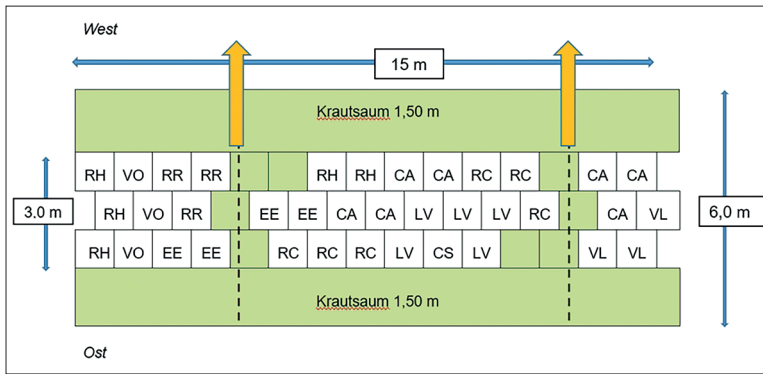 West
15 m
Krautsaum 1,50 m
RH VO RR RR RH RH CA CA RC RC CA CA
3.0 m
RH VO RR EE EE CA CA LV LV LV RC CA VL
6,0 m
RH VO EE EE RC RC RC LV CS LV VL VL
Krautsaum 1,50 m
Ost